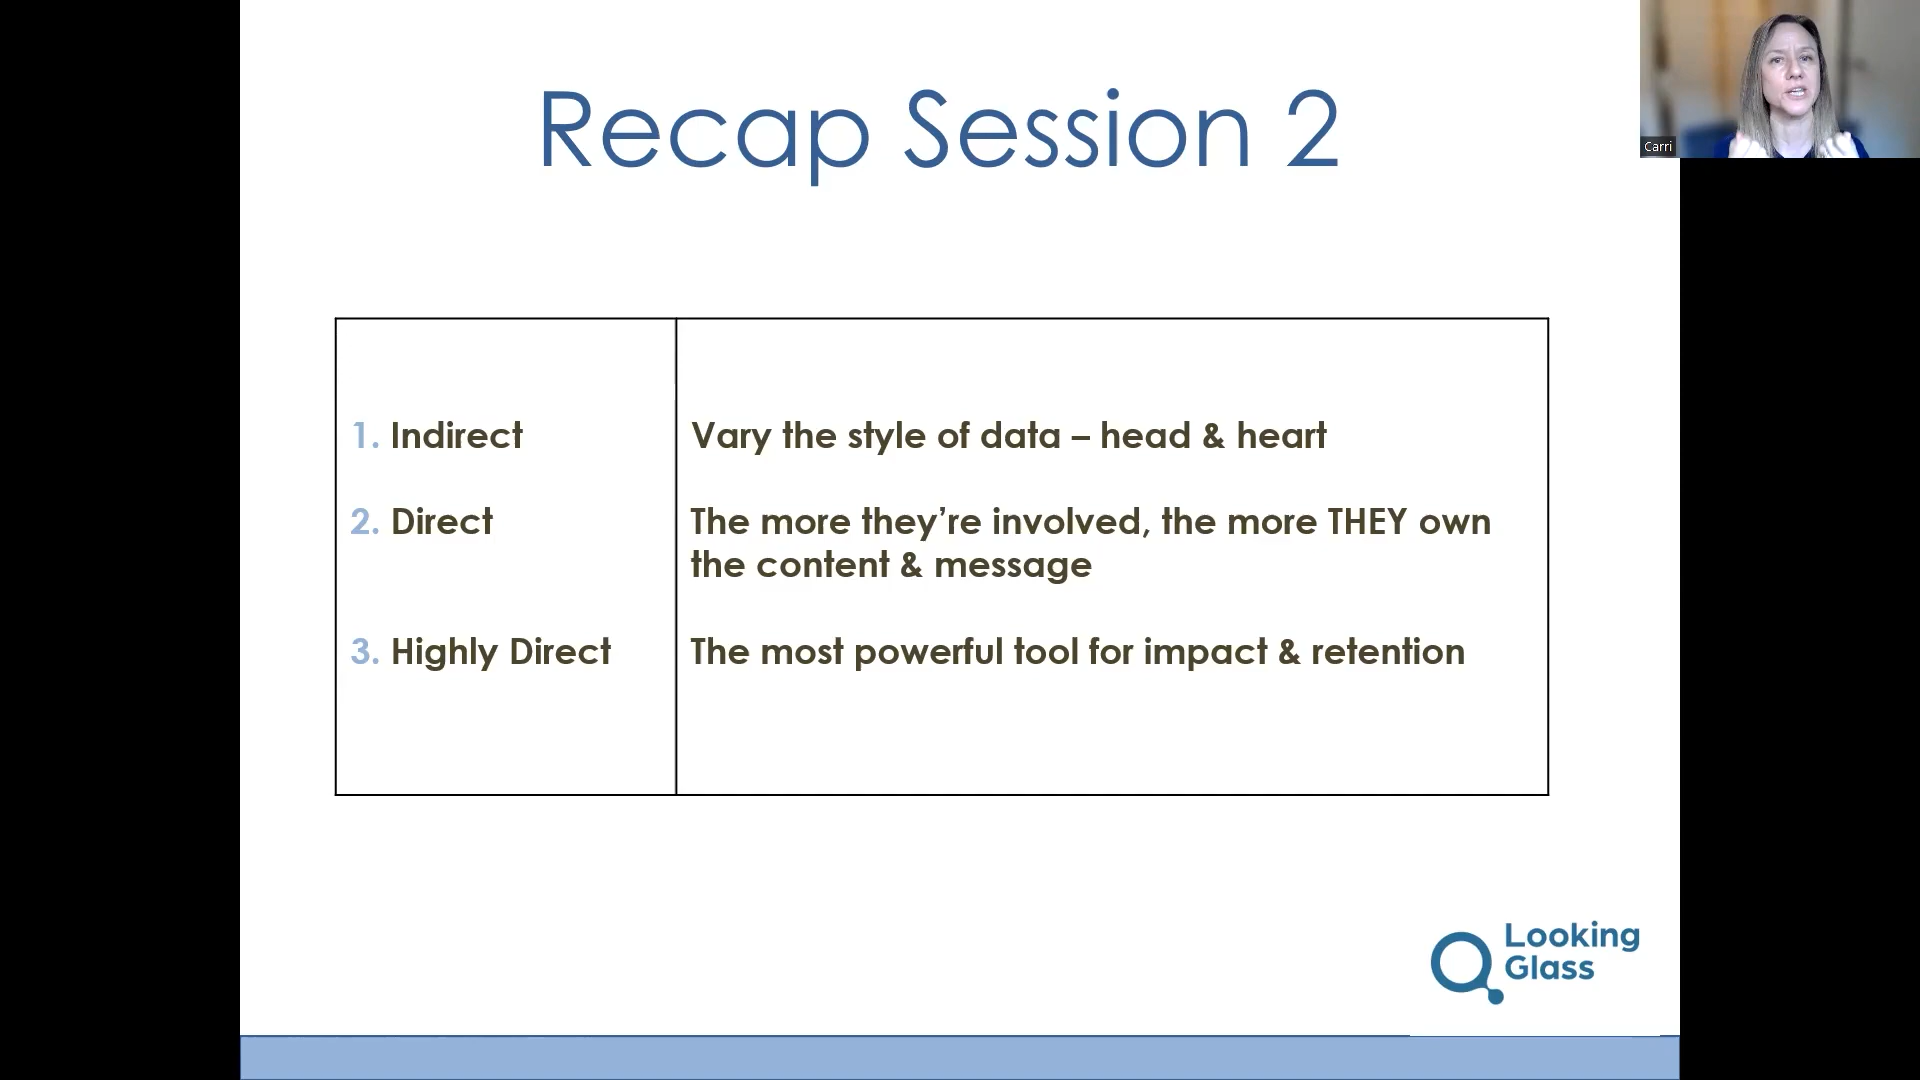 Recap Session 2
Carri
1. Indirect
Vary the style of data – head & heart
2. Direct
The more they’re involved, the more THEY own
the content & message
3. Highly Direct
The most powerful tool for impact & retention
Looking
Glass